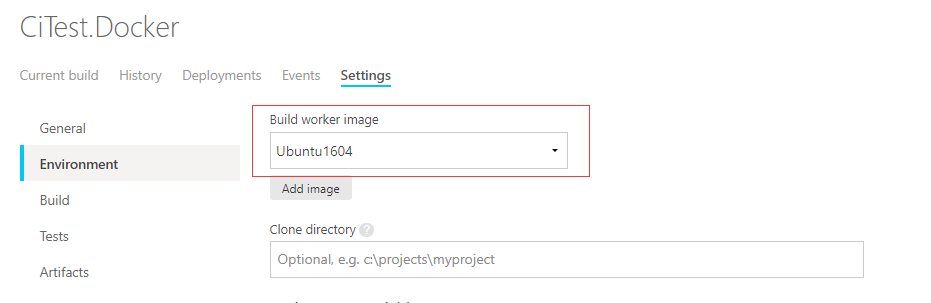 CiTest.Docker
Current build History Deployments Events Settings
General
Environment
Build
Tests
Artifacts
Build worker image
Ubuntu1604
Add image
Clone directory ?
Optional, e.g. c:\projects\myproject